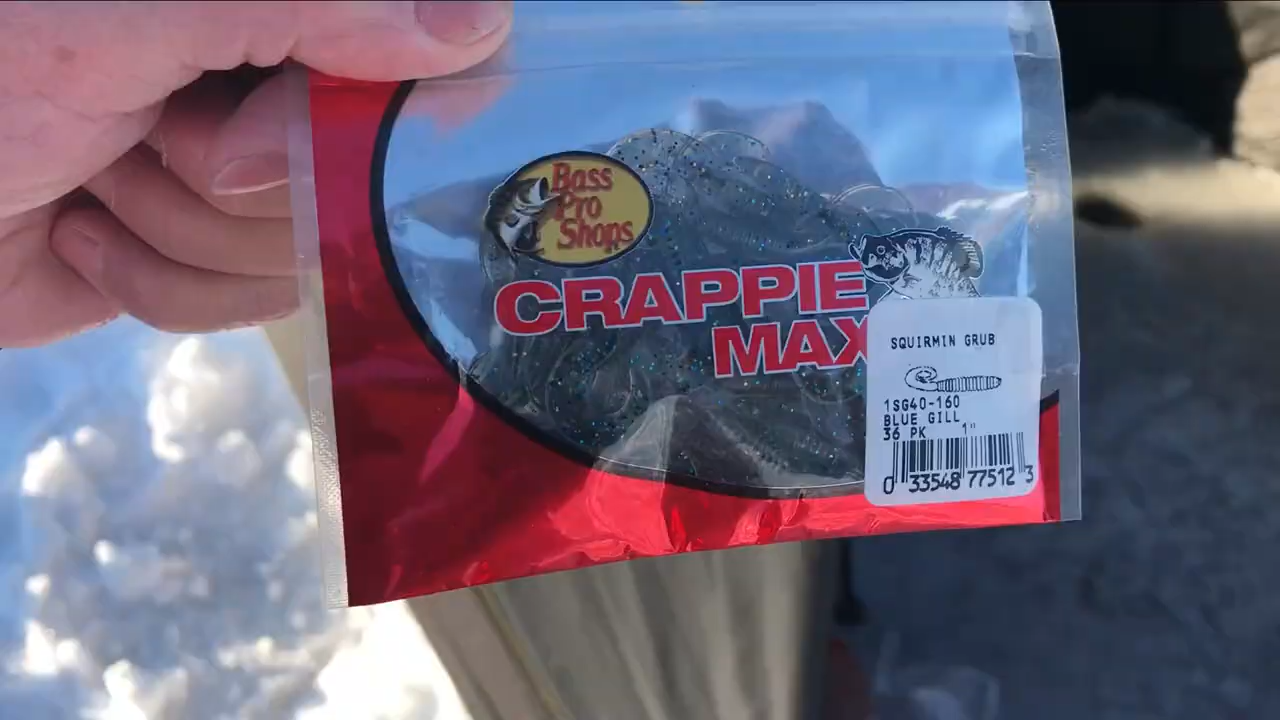 Bass
Pro
Shops
CRAPPIE
MAX
SQUIRMIN GRUB
1SG40-160
BLUE GILL
36 PK 1"
0 33548 77512 3